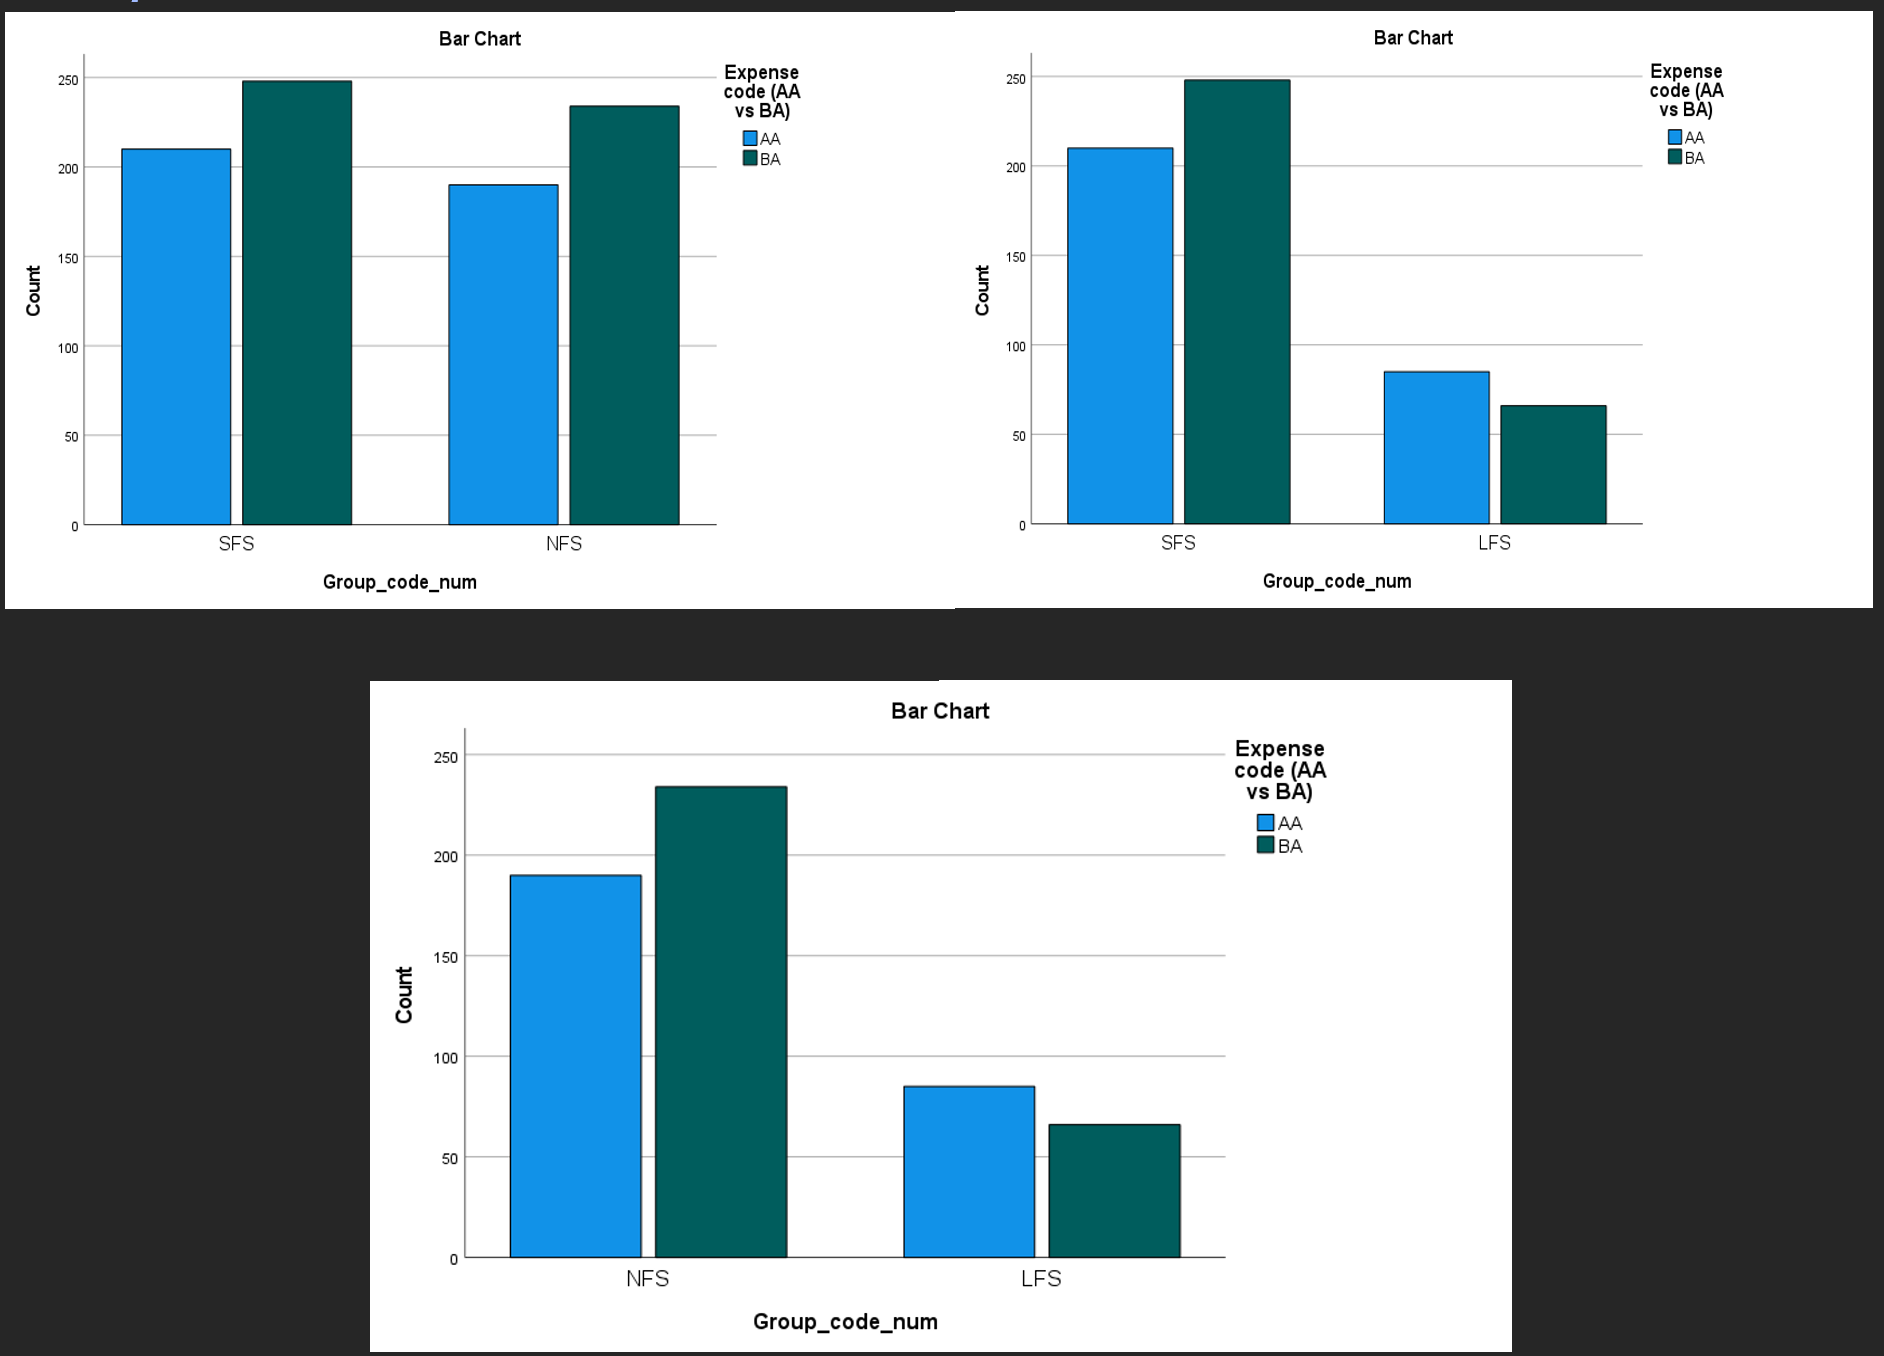 Bar Chart
250
200
150
100
50
0
Count
SFS
NFS
Group_code_num
Expense
code (AA
vs BA)
AA
BA
Bar Chart
250
200
150
100
50
0
Count
SFS
LFS
Group_code_num
Expense
code (AA
vs BA)
AA
BA
Bar Chart
250
200
150
100
50
0
Count
NFS
LFS
Group_code_num
Expense
code (AA
vs BA)
AA
BA